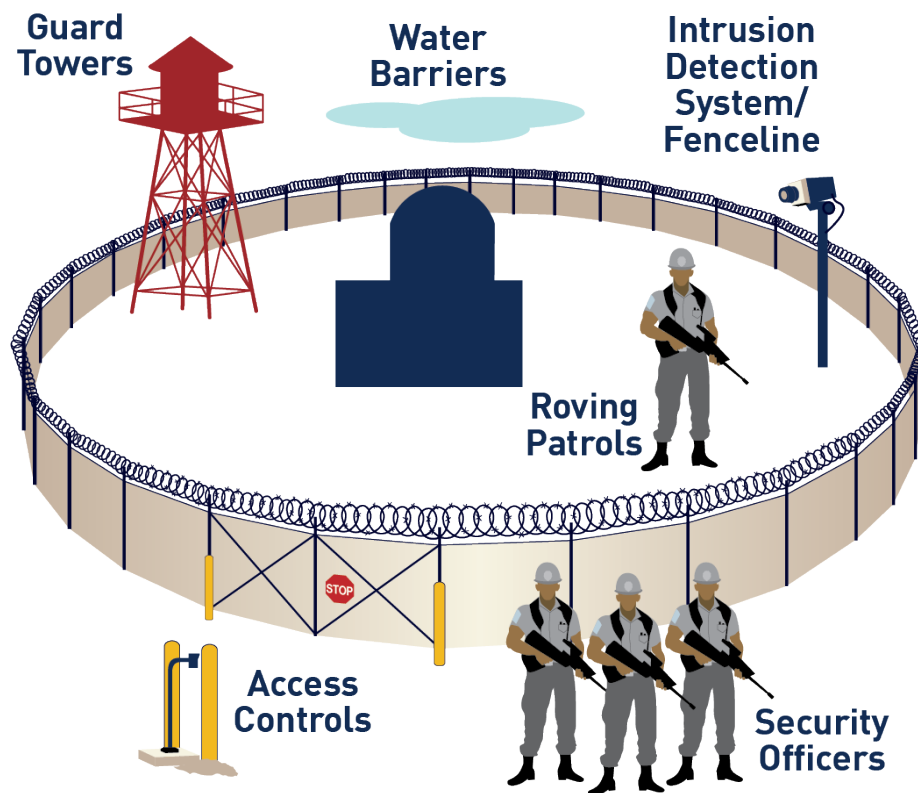 Guard
Towers
Water
Barriers
Intrusion
Detection
System/
Fenceline
Roving
Patrols
STOP
Access
Controls
Security
Officers